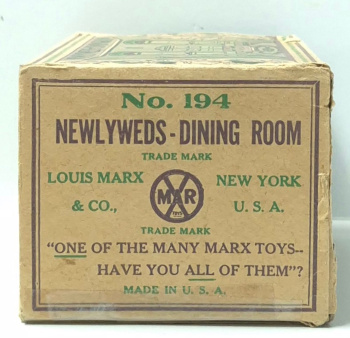 No. 194
NEWLYWEDS - DINING ROOM
TRADE MARK
LOUIS MARX & CO.,
MAR
TOYS
NEW YORK U. S. A.
TRADE MARK
"ONE OF THE MANY MARX TOYS--
HAVE YOU ALL OF THEM"?
MADE IN U. S. A.